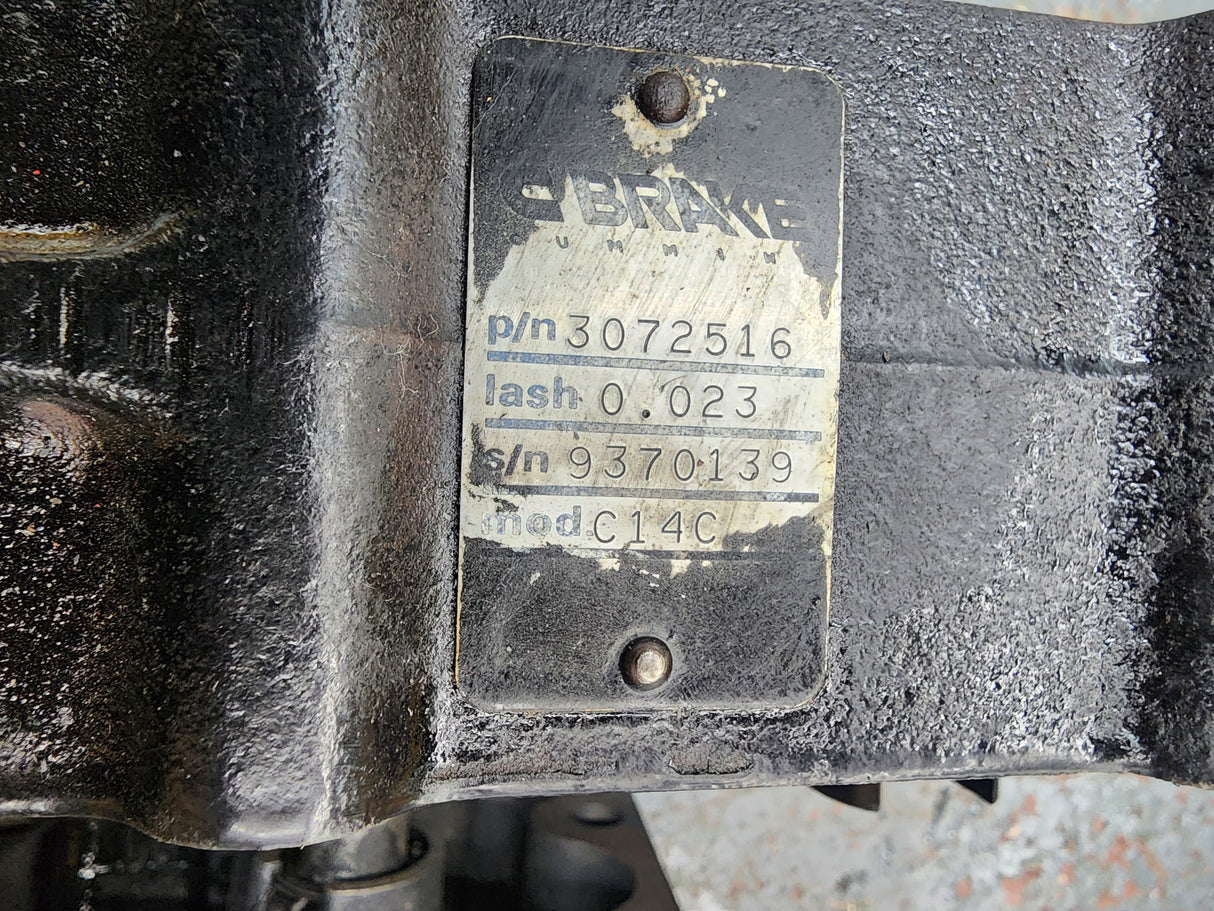 C BRAKE
p/n 3072516
lash 0.023
s/n 9370139
mod C14C